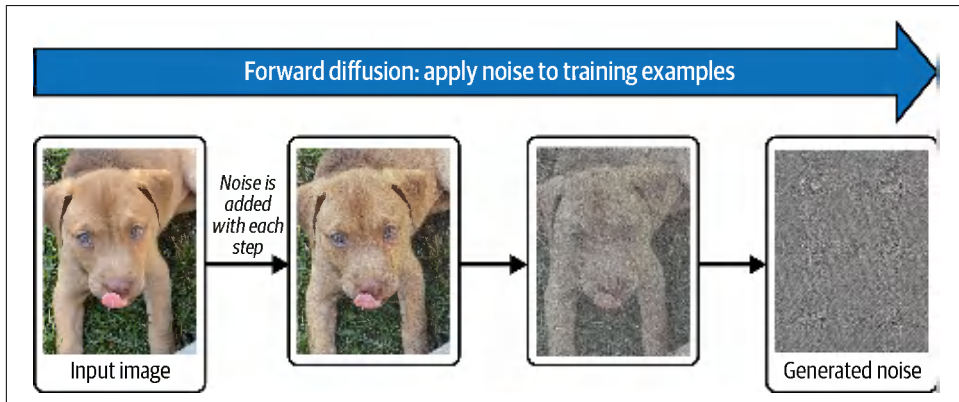 Forward diffusion: apply noise to training examples
Noise is
added
with each
step
Input image
Generated noise